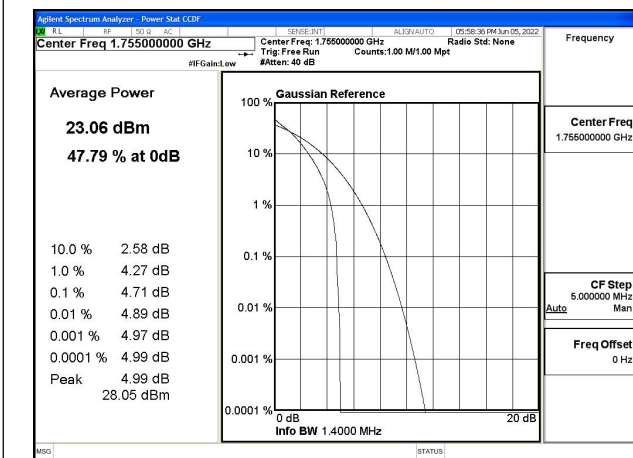 Agilent Spectrum Analyzer - Power Stat CCDF
RL RF 50 Ω AC SENSE:INT ALIGN AUTO 05:58:36 PM Jun 05, 2022
Center Freq 1.755000000 GHz
Center Freq: 1.755000000 GHz Radio Std: None
Trig: Free Run Counts:1.00 M/1.00 Mpt
#IFGain:Low #Atten: 40 dB
Frequency
Average Power
23.06 dBm
47.79 % at 0dB
10.0 % 2.58 dB
1.0 % 4.27 dB
0.1 % 4.71 dB
0.01 % 4.89 dB
0.001 % 4.97 dB
0.0001 % 4.99 dB
Peak 4.99 dB
28.05 dBm
Gaussian Reference
100 %
10 %
1 %
0.1 %
0.01 %
0.001 %
0.0001 %
0 dB 20 dB
Info BW 1.4000 MHz
Center Freq
1.755000000 GHz
CF Step
5.000000 MHz
Auto Man
Freq Offset
0 Hz
MSG STATUS